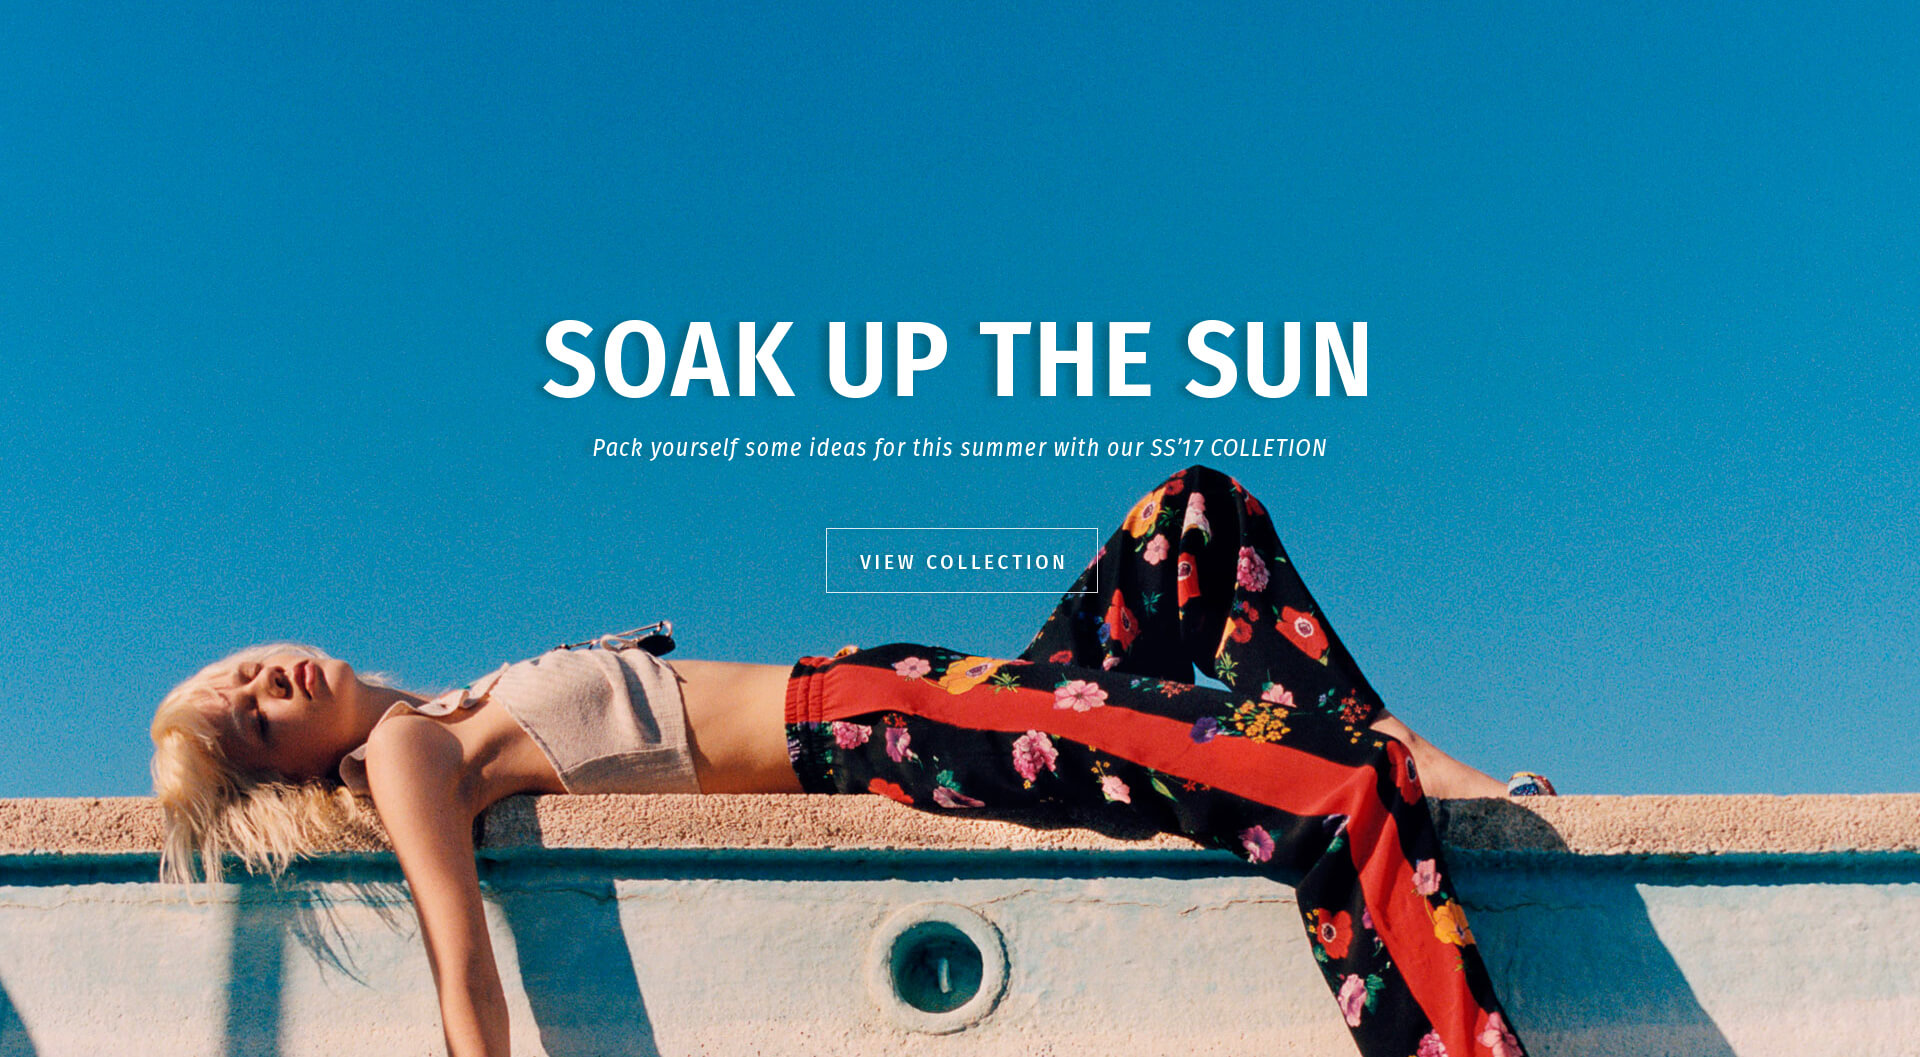 SOAK UP THE SUN
Pack yourself some ideas for this summer with our SS’17 COLLETION
VIEW COLLECTION